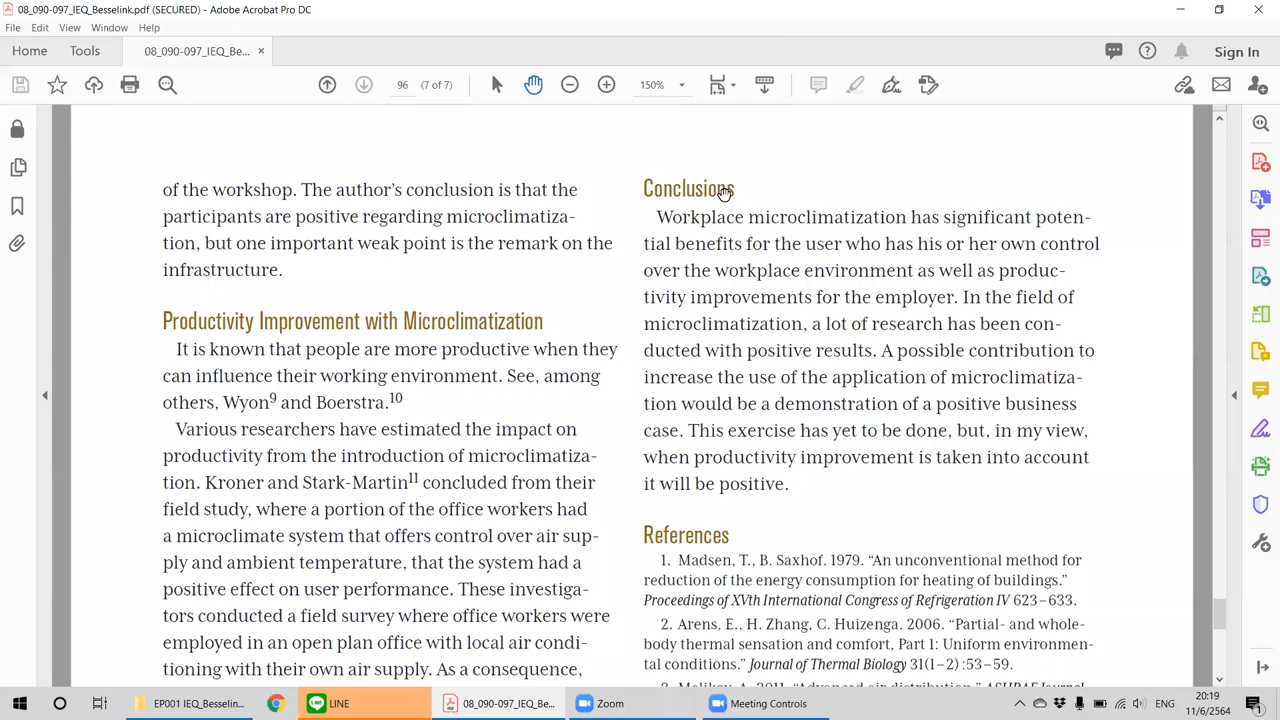 08_090-097_IEQ_Besselink.pdf (SECURED) - Adobe Acrobat Pro DC
File Edit View Window Help
Home Tools 08_090-097_IEQ_Be... × Sign In
96 (7 of 7) 150%
of the workshop. The author’s conclusion is that the
participants are positive regarding microclimatiza-
tion, but one important weak point is the remark on the
infrastructure.
Productivity Improvement with Microclimatization
It is known that people are more productive when they
can influence their working environment. See, among
others, Wyon9 and Boerstra.10
Various researchers have estimated the impact on
productivity from the introduction of microclimatiza-
tion. Kroner and Stark-Martin11 concluded from their
field study, where a portion of the office workers had
a microclimate system that offers control over air sup-
ply and ambient temperature, that the system had a
positive effect on user performance. These investiga-
tors conducted a field survey where office workers were
employed in an open plan office with local air condi-
tioning with their own air supply. As a consequence,
Conclusions
Workplace microclimatization has significant poten-
tial benefits for the user who has his or her own control
over the workplace environment as well as produc-
tivity improvements for the employer. In the field of
microclimatization, a lot of research has been con-
ducted with positive results. A possible contribution to
increase the use of the application of microclimatiza-
tion would be a demonstration of a positive business
case. This exercise has yet to be done, but, in my view,
when productivity improvement is taken into account
it will be positive.
References
1. Madsen, T., B. Saxhof. 1979. “An unconventional method for
reduction of the energy consumption for heating of buildings.”
Proceedings of XVth International Congress of Refrigeration IV 623–633.
2. Arens, E., H. Zhang, C. Huizenga. 2006. “Partial- and whole-
body thermal sensation and comfort, Part 1: Uniform environmen-
tal conditions.” Journal of Thermal Biology 31(1–2):53–59.
EP001 IEQ_Besselin... LINE 08_090-097_IEQ_Be... Zoom Meeting Controls ENG
20:19
11/6/2564